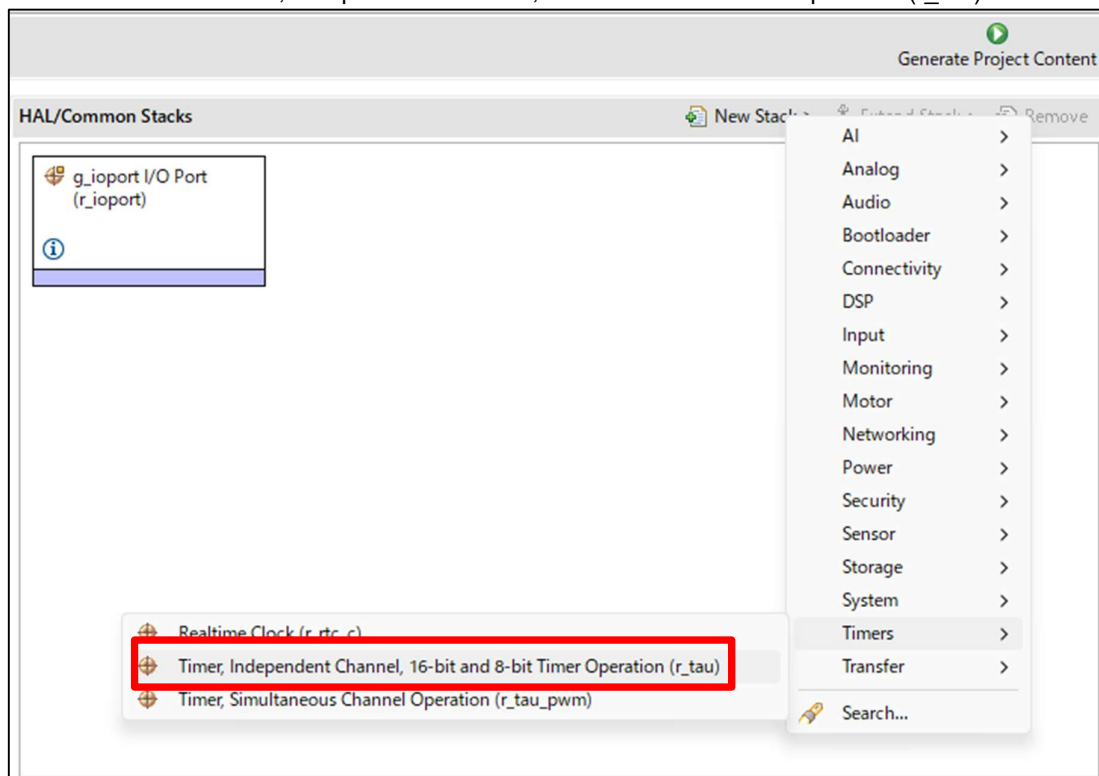 Generate Project Content
HAL/Common Stacks
New Stack >
Extend Stack >
Remove
g_ioport I/O Port
(r_ioport)
AI
Analog
Audio
Bootloader
Connectivity
DSP
Input
Monitoring
Motor
Networking
Power
Security
Sensor
Storage
System
Timers
Transfer
Search...
Realtime Clock (r_rtc_c)
Timer, Independent Channel, 16-bit and 8-bit Timer Operation (r_tau)
Timer, Simultaneous Channel Operation (r_tau_pwm)